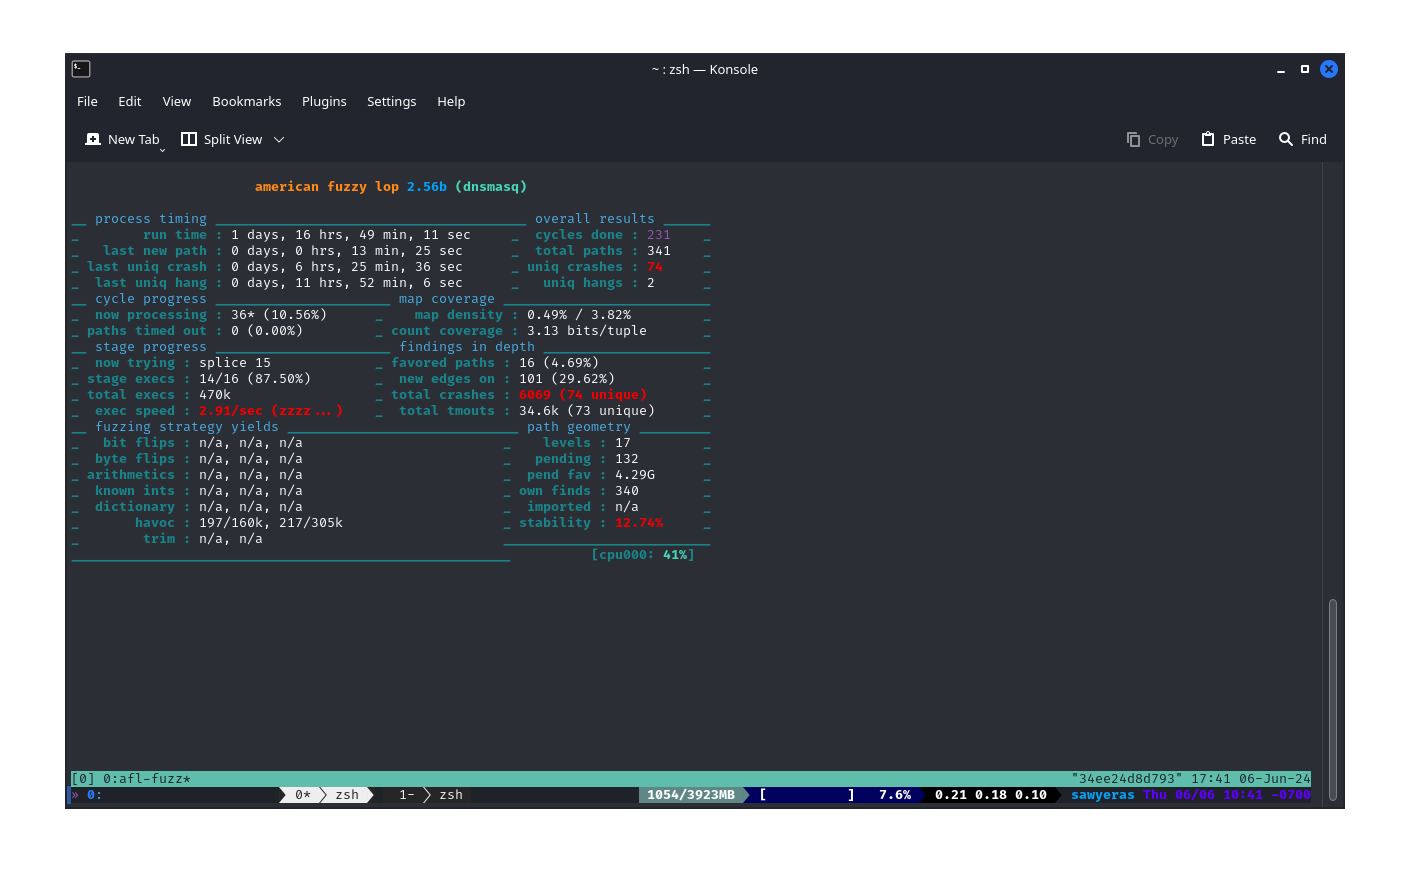 ~ : zsh — Konsole
File Edit View Bookmarks Plugins Settings Help
New Tab Split View Copy Paste Find
american fuzzy lop 2.56b (dnsmasq)
process timing overall results
run time : 1 days, 16 hrs, 49 min, 11 sec cycles done : 231
last new path : 0 days, 0 hrs, 13 min, 25 sec total paths : 341
last uniq crash : 0 days, 6 hrs, 25 min, 36 sec uniq crashes : 74
last uniq hang : 0 days, 11 hrs, 52 min, 6 sec uniq hangs : 2
cycle progress map coverage
now processing : 36* (10.56%) map density : 0.49% / 3.82%
paths timed out : 0 (0.00%) count coverage : 3.13 bits/tuple
stage progress findings in depth
now trying : splice 15 favored paths : 16 (4.69%)
stage execs : 14/16 (87.50%) new edges on : 101 (29.62%)
total execs : 470k total crashes : 6069 (74 unique)
exec speed : 2.91/sec (zzzz...) total tmouts : 34.6k (73 unique)
fuzzing strategy yields path geometry
bit flips : n/a, n/a, n/a levels : 17
byte flips : n/a, n/a, n/a pending : 132
arithmetics : n/a, n/a, n/a pend fav : 4.29G
known ints : n/a, n/a, n/a own finds : 340
dictionary : n/a, n/a, n/a imported : n/a
havoc : 197/160k, 217/305k stability : 12.74%
trim : n/a, n/a
[cpu000: 41%]
[0] 0:afl-fuzz* "34ee24d8d793" 17:41 06-Jun-24
» 0: 0* zsh 1- zsh 1054/3923MB [ ] 7.6% 0.21 0.18 0.10 sawyeras Thu 06/06 10:41 -0700